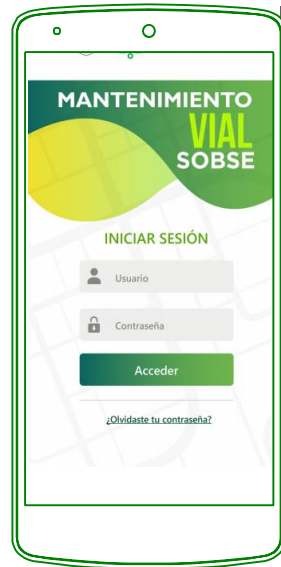 MANTENIMIENTO
VIAL
SOBSE
INICIAR SESIÓN
Usuario
Contraseña
Acceder
¿Olvidaste tu contraseña?